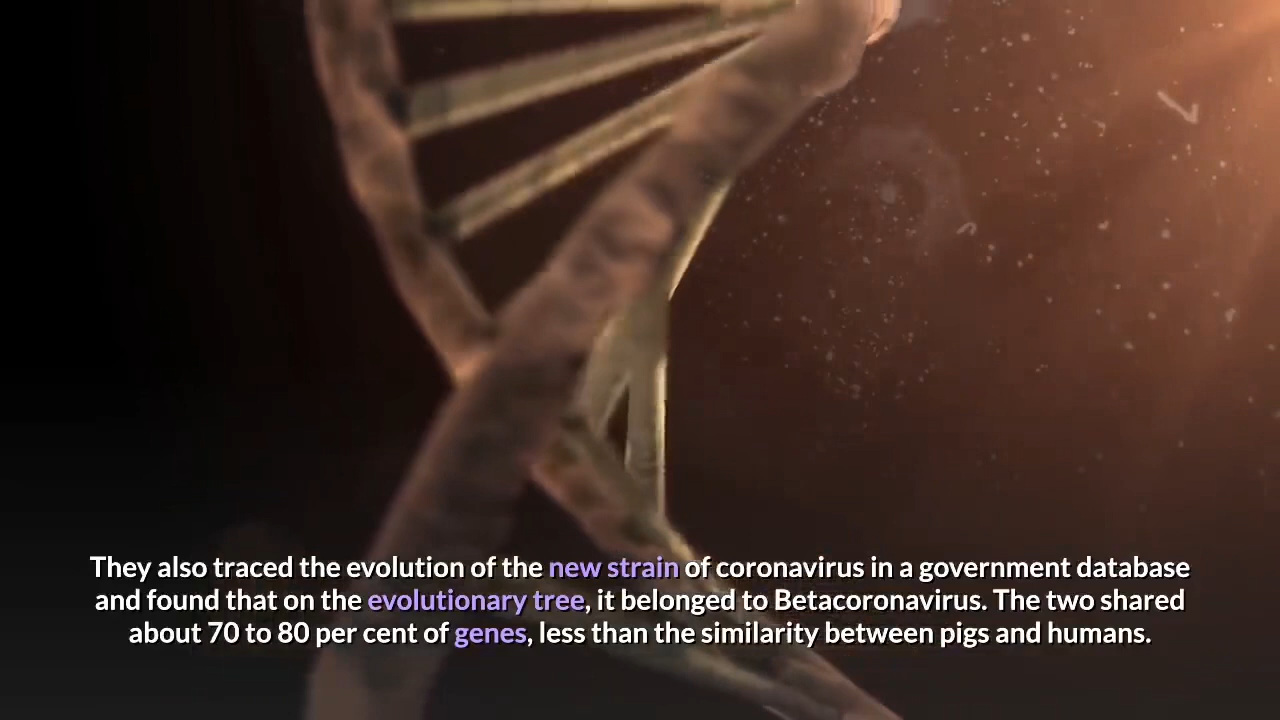 They also traced the evolution of the new strain of coronavirus in a government database
and found that on the evolutionary tree, it belonged to Betacoronavirus. The two shared
about 70 to 80 per cent of genes, less than the similarity between pigs and humans.